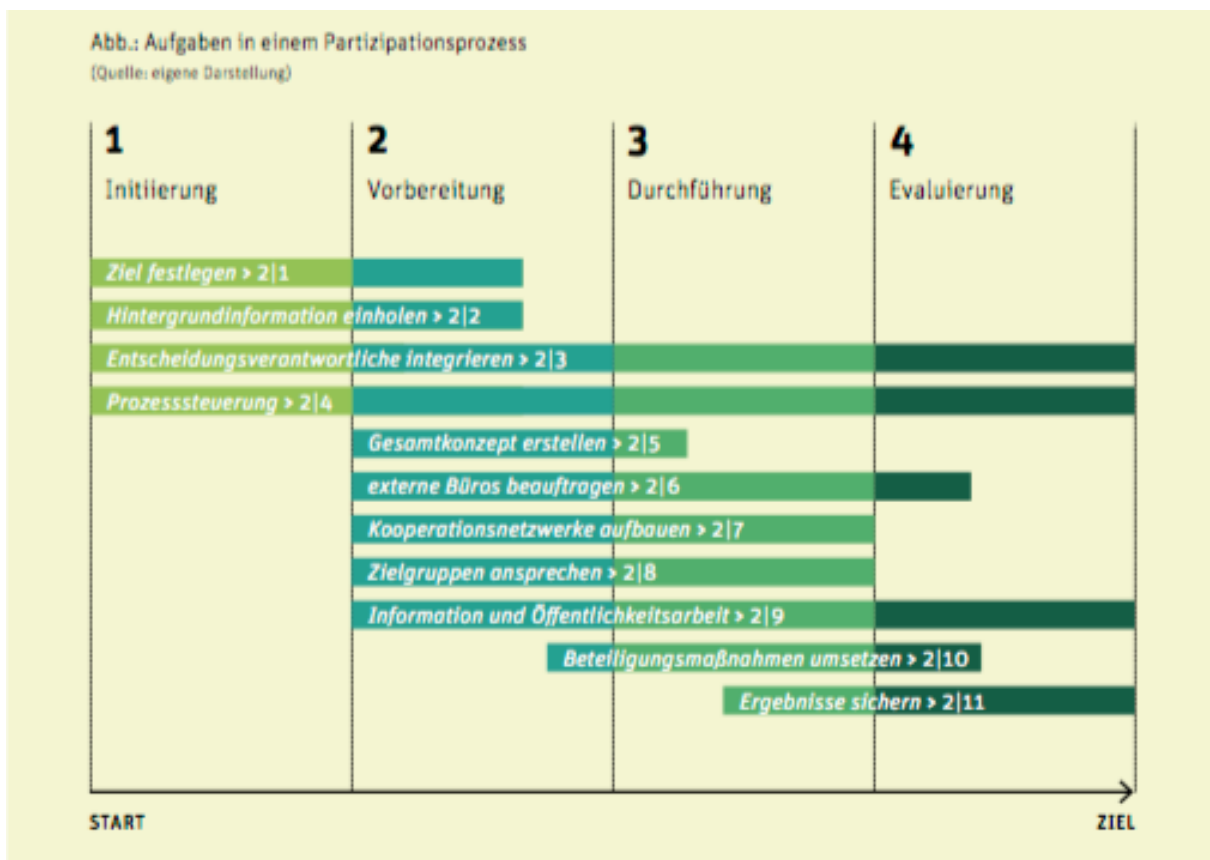 Abb.: Aufgaben in einem Partizipationsprozess
(Quelle: eigene Darstellung)
1
Initiierung
2
Vorbereitung
3
Durchführung
4
Evaluierung
Ziel festlegen > 2|1
Hintergrundinformation einholen > 2|2
Entscheidungsverantwortliche integrieren > 2|3
Prozesssteuerung > 2|4
Gesamtkonzept erstellen > 2|5
externe Büros beauftragen > 2|6
Kooperationsnetzwerke aufbauen > 2|7
Zielgruppen ansprechen > 2|8
Information und Öffentlichkeitsarbeit > 2|9
Beteiligungsmaßnahmen umsetzen > 2|10
Ergebnisse sichern > 2|11
START
ZIEL